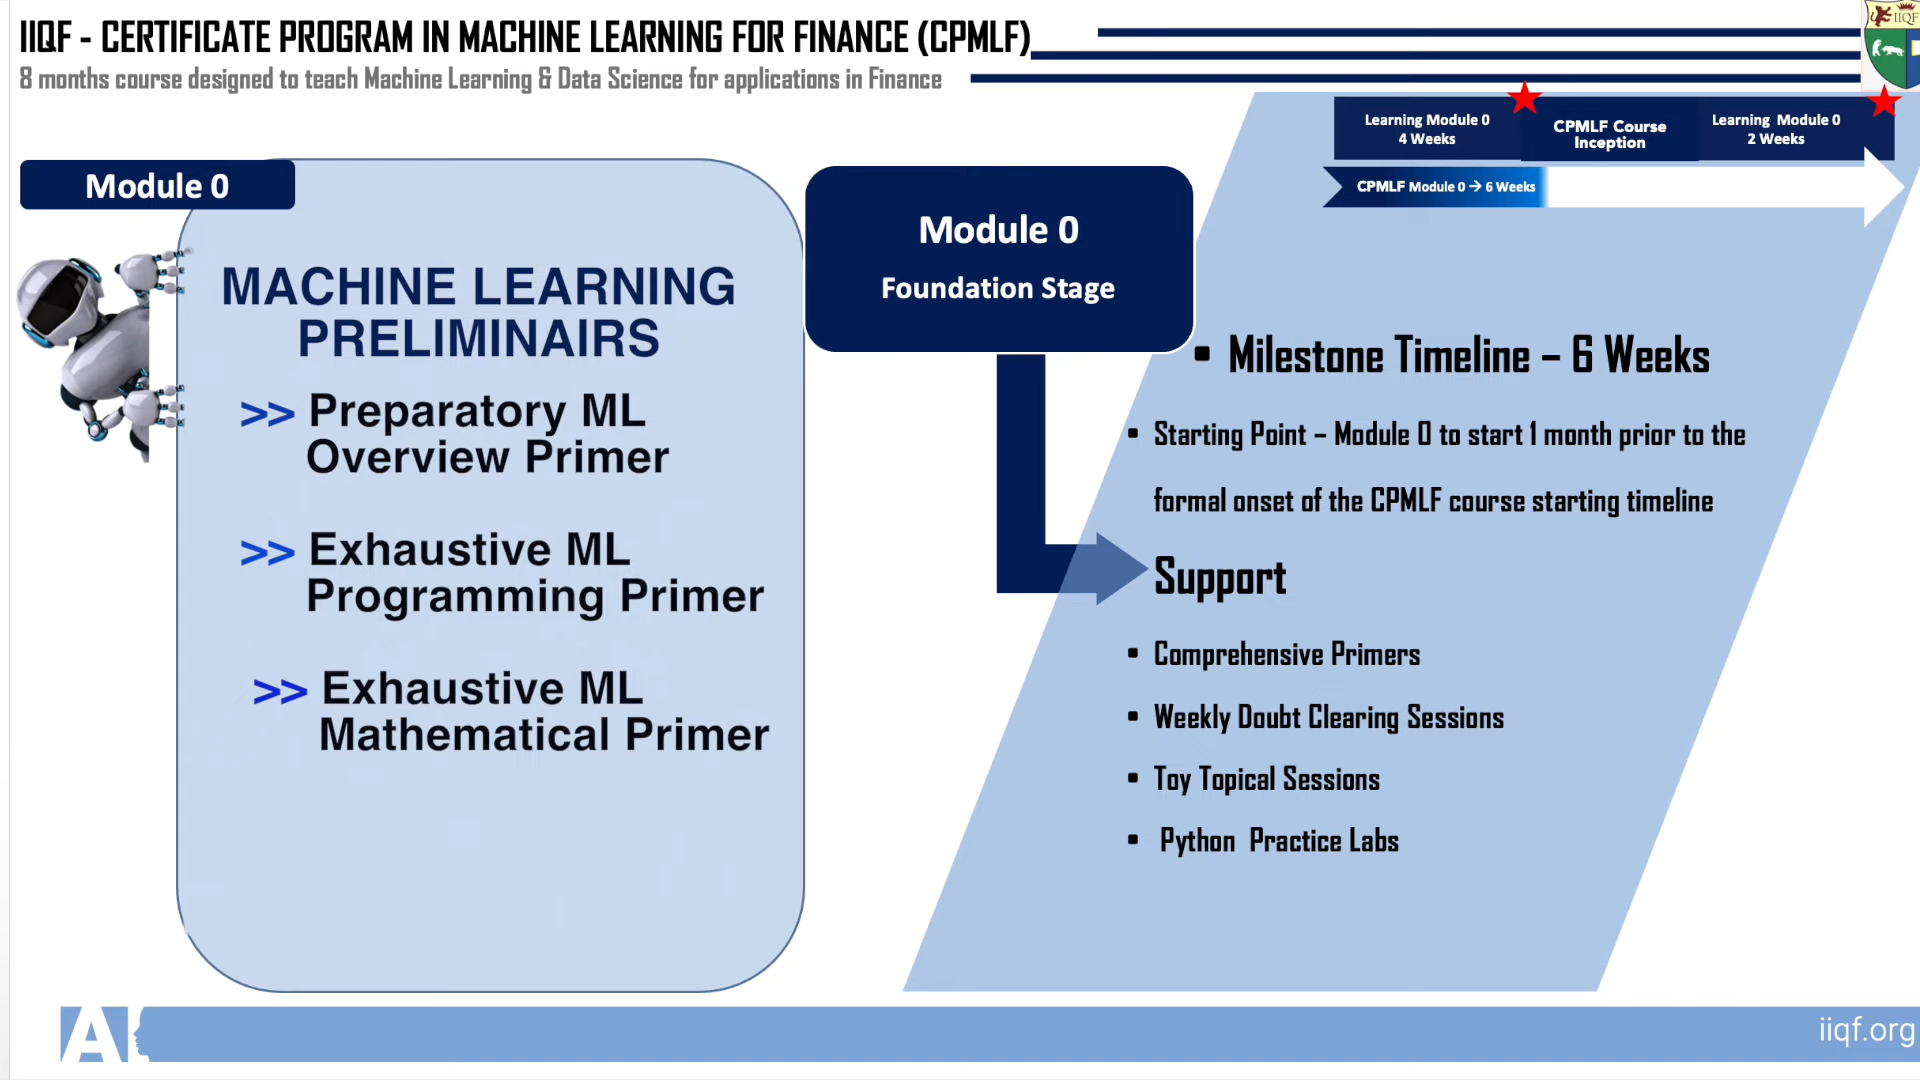 IIQF - CERTIFICATE PROGRAM IN MACHINE LEARNING FOR FINANCE (CPMLF)
8 months course designed to teach Machine Learning & Data Science for applications in Finance
IIQF
Learning Module 0
4 Weeks
CPMLF Course
Inception
Learning Module 0
2 Weeks
CPMLF Module 0 → 6 Weeks
Module 0
MACHINE LEARNING
PRELIMINAIRS
>> Preparatory ML
Overview Primer
>> Exhaustive ML
Programming Primer
>> Exhaustive ML
Mathematical Primer
Module 0
Foundation Stage
▪ Milestone Timeline – 6 Weeks
▪ Starting Point – Module 0 to start 1 month prior to the
formal onset of the CPMLF course starting timeline
Support
▪ Comprehensive Primers
▪ Weekly Doubt Clearing Sessions
▪ Toy Topical Sessions
▪ Python Practice Labs
AI
iiqf.org